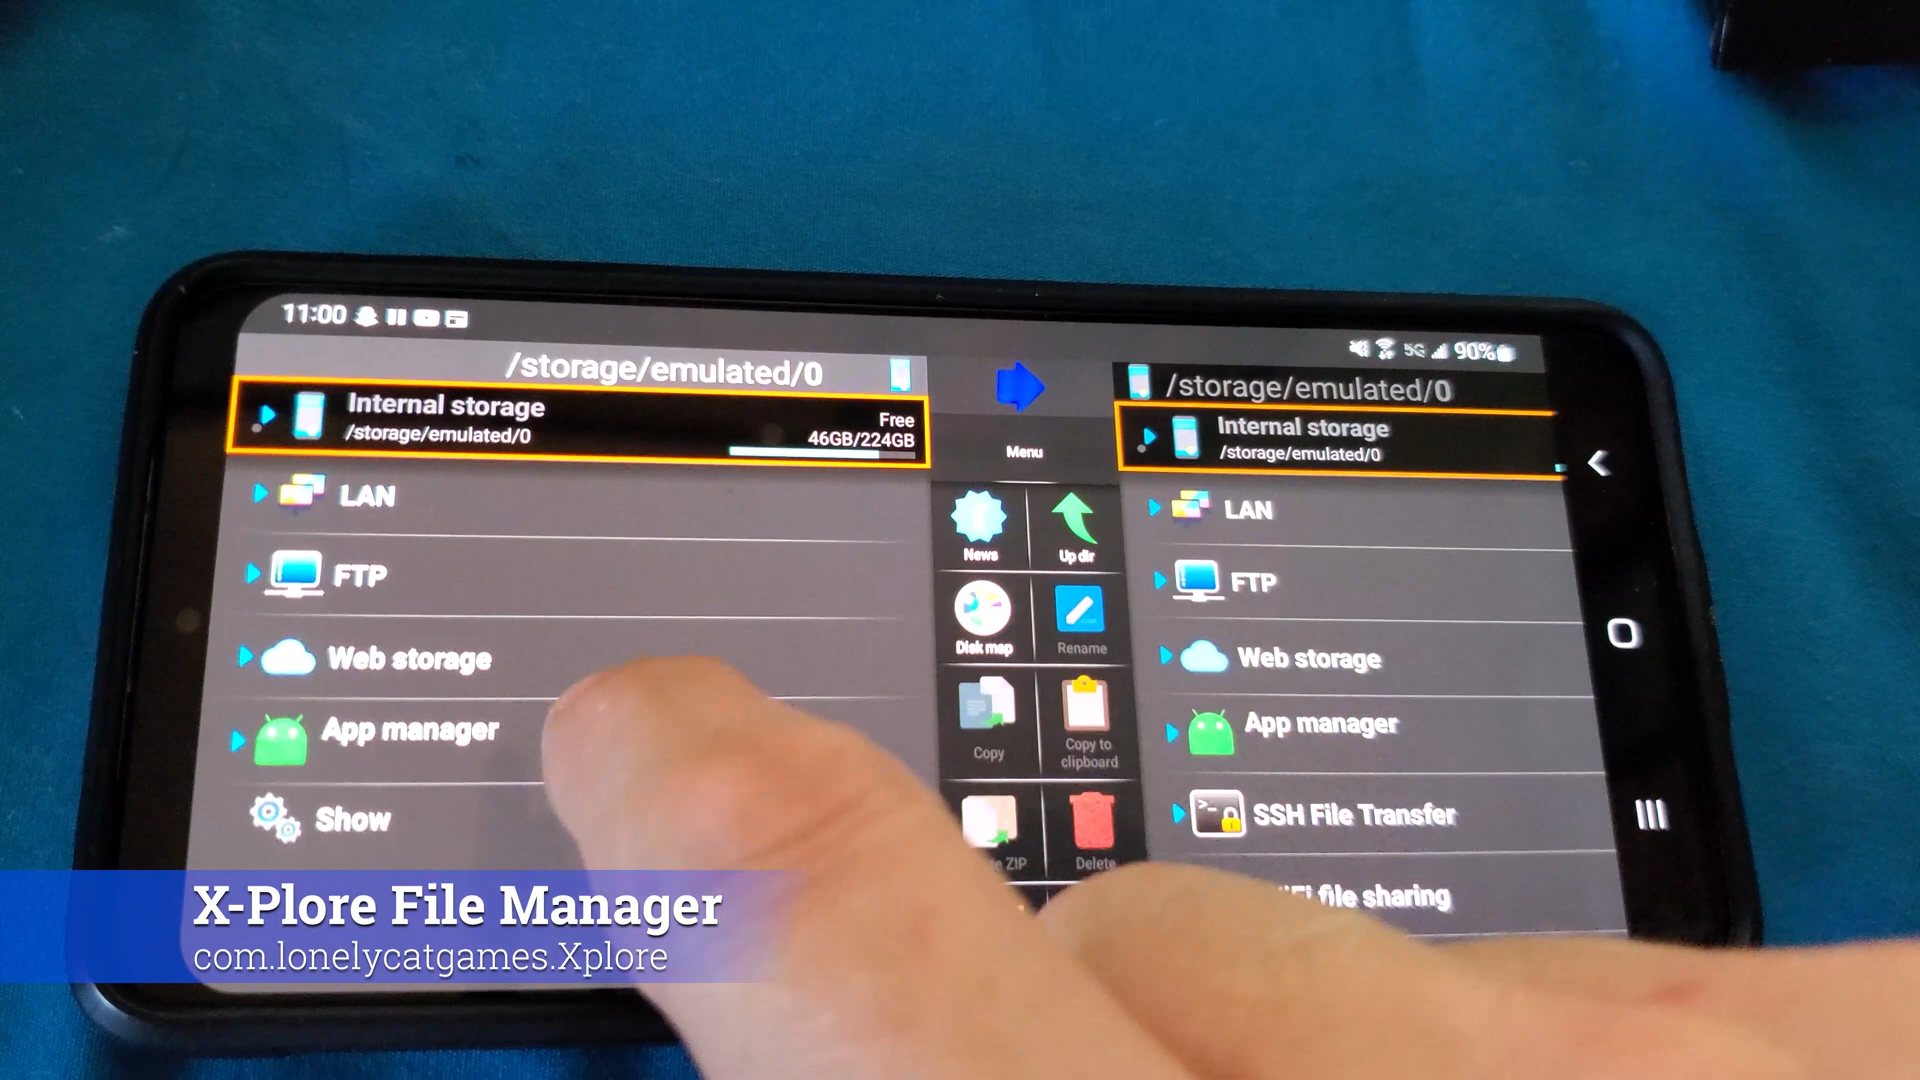 11:00
5G 90%
/storage/emulated/0
Internal storage
/storage/emulated/0
Free
46GB/224GB
LAN
FTP
Web storage
App manager
Show
Menu
News
Up dir
Disk map
Rename
Copy
Copy to
clipboard
ZIP
Delete
/storage/emulated/0
Internal storage
/storage/emulated/0
LAN
FTP
Web storage
App manager
SSH File Transfer
file sharing
X-Plore File Manager
com.lonelycatgames.Xplore